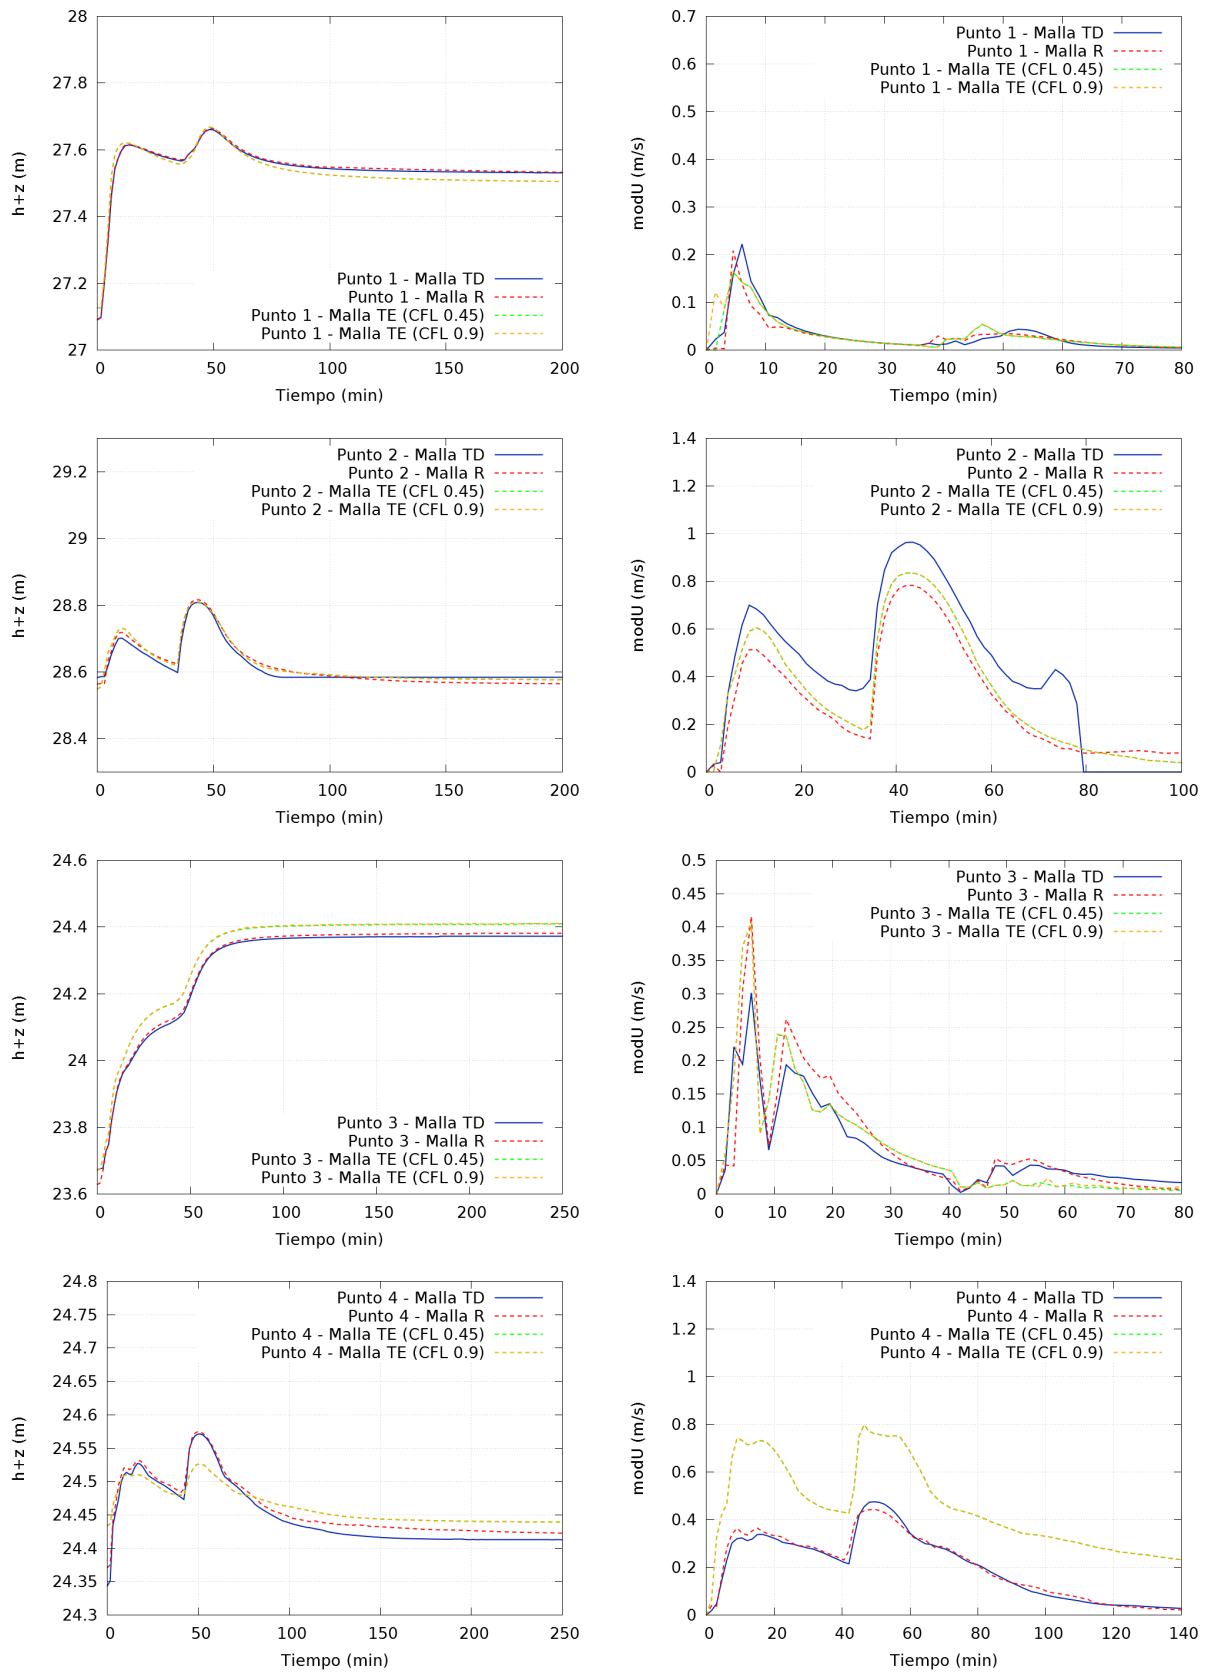 28
27.8
27.6
27.4
27.2
27
h+z (m)
Punto 1 - Malla TD
Punto 1 - Malla R
Punto 1 - Malla TE (CFL 0.45)
Punto 1 - Malla TE (CFL 0.9)
0 50 100 150 200
Tiempo (min)
0.7
0.6
0.5
0.4
0.3
0.2
0.1
0
modU (m/s)
Punto 1 - Malla TD
Punto 1 - Malla R
Punto 1 - Malla TE (CFL 0.45)
Punto 1 - Malla TE (CFL 0.9)
0 10 20 30 40 50 60 70 80
Tiempo (min)
29.2
29
28.8
28.6
28.4
h+z (m)
Punto 2 - Malla TD
Punto 2 - Malla R
Punto 2 - Malla TE (CFL 0.45)
Punto 2 - Malla TE (CFL 0.9)
0 50 100 150 200
Tiempo (min)
1.4
1.2
1
0.8
0.6
0.4
0.2
0
modU (m/s)
Punto 2 - Malla TD
Punto 2 - Malla R
Punto 2 - Malla TE (CFL 0.45)
Punto 2 - Malla TE (CFL 0.9)
0 20 40 60 80 100
Tiempo (min)
24.6
24.4
24.2
24
23.8
23.6
h+z (m)
Punto 3 - Malla TD
Punto 3 - Malla R
Punto 3 - Malla TE (CFL 0.45)
Punto 3 - Malla TE (CFL 0.9)
0 50 100 150 200 250
Tiempo (min)
0.5
0.45
0.4
0.35
0.3
0.25
0.2
0.15
0.1
0.05
0
modU (m/s)
Punto 3 - Malla TD
Punto 3 - Malla R
Punto 3 - Malla TE (CFL 0.45)
Punto 3 - Malla TE (CFL 0.9)
0 10 20 30 40 50 60 70 80
Tiempo (min)
24.8
24.75
24.7
24.65
24.6
24.55
24.5
24.45
24.4
24.35
24.3
h+z (m)
Punto 4 - Malla TD
Punto 4 - Malla R
Punto 4 - Malla TE (CFL 0.45)
Punto 4 - Malla TE (CFL 0.9)
0 50 100 150 200 250
Tiempo (min)
1.4
1.2
1
0.8
0.6
0.4
0.2
0
modU (m/s)
Punto 4 - Malla TD
Punto 4 - Malla R
Punto 4 - Malla TE (CFL 0.45)
Punto 4 - Malla TE (CFL 0.9)
0 20 40 60 80 100 120 140
Tiempo (min)